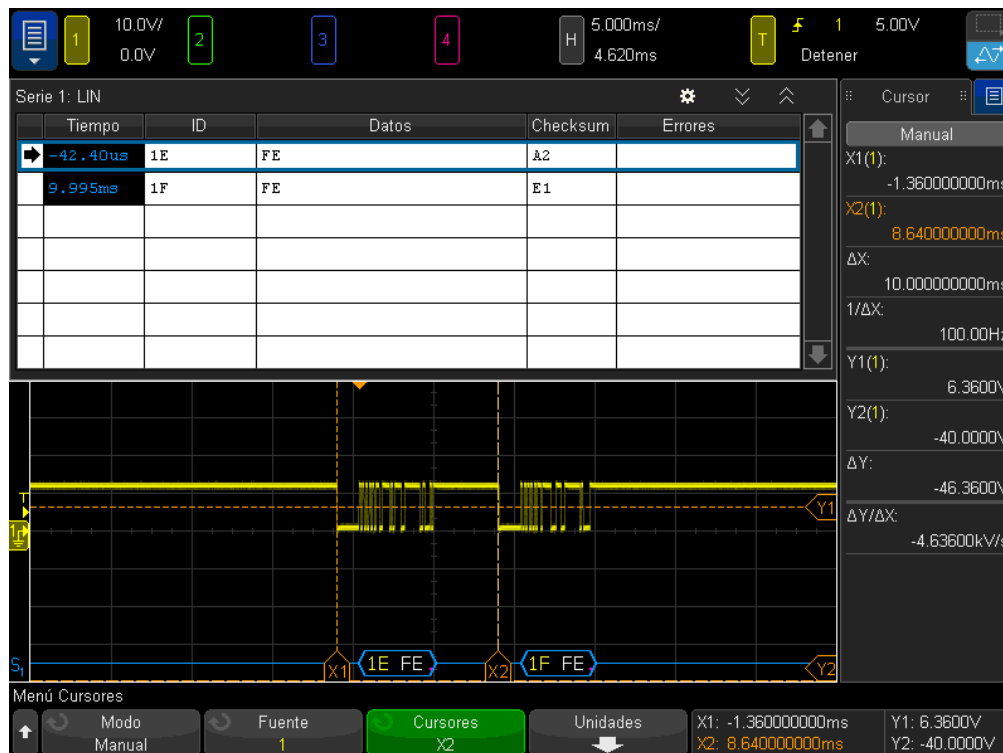 1
10.0V/
0.0V
2
3
4
H
5.000ms/
4.620ms
T
1
5.00V
Detener
Serie 1: LIN
Tiempo ID Datos Checksum Errores
-42.40us 1E FE A2
9.995ms 1F FE E1
Cursor
Manual
X1(1):
-1.360000000ms
X2(1):
8.640000000ms
ΔX:
10.000000000ms
1/ΔX:
100.00Hz
Y1(1):
6.3600V
Y2(1):
-40.0000V
ΔY:
-46.3600V
ΔY/ΔX:
-4.63600kV/s
T
1
Y1
S1
X1
1E FE
X2
1F FE
Y2
Menú Cursores
Modo
Manual
Fuente
1
Cursores
X2
Unidades
X1: -1.360000000ms
X2: 8.640000000ms
Y1: 6.3600V
Y2: -40.0000V